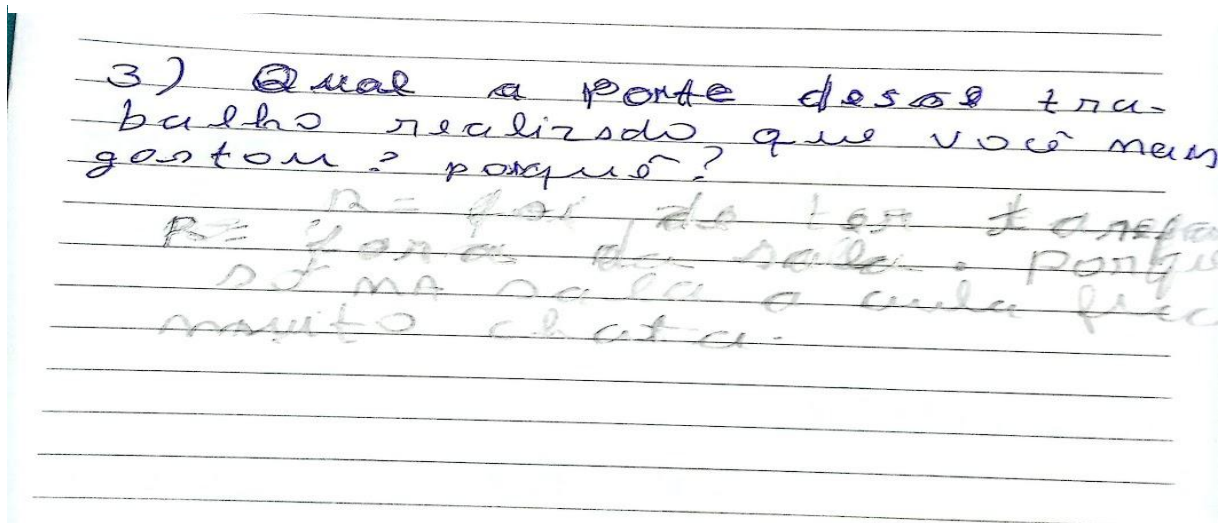 3) Qual a parte desse tra-
balho realizado que você mais
gostou? porquê?
R= foi de ter tarefa
R= fora da sala. Porque
só na sala a aula fica
muito chata.